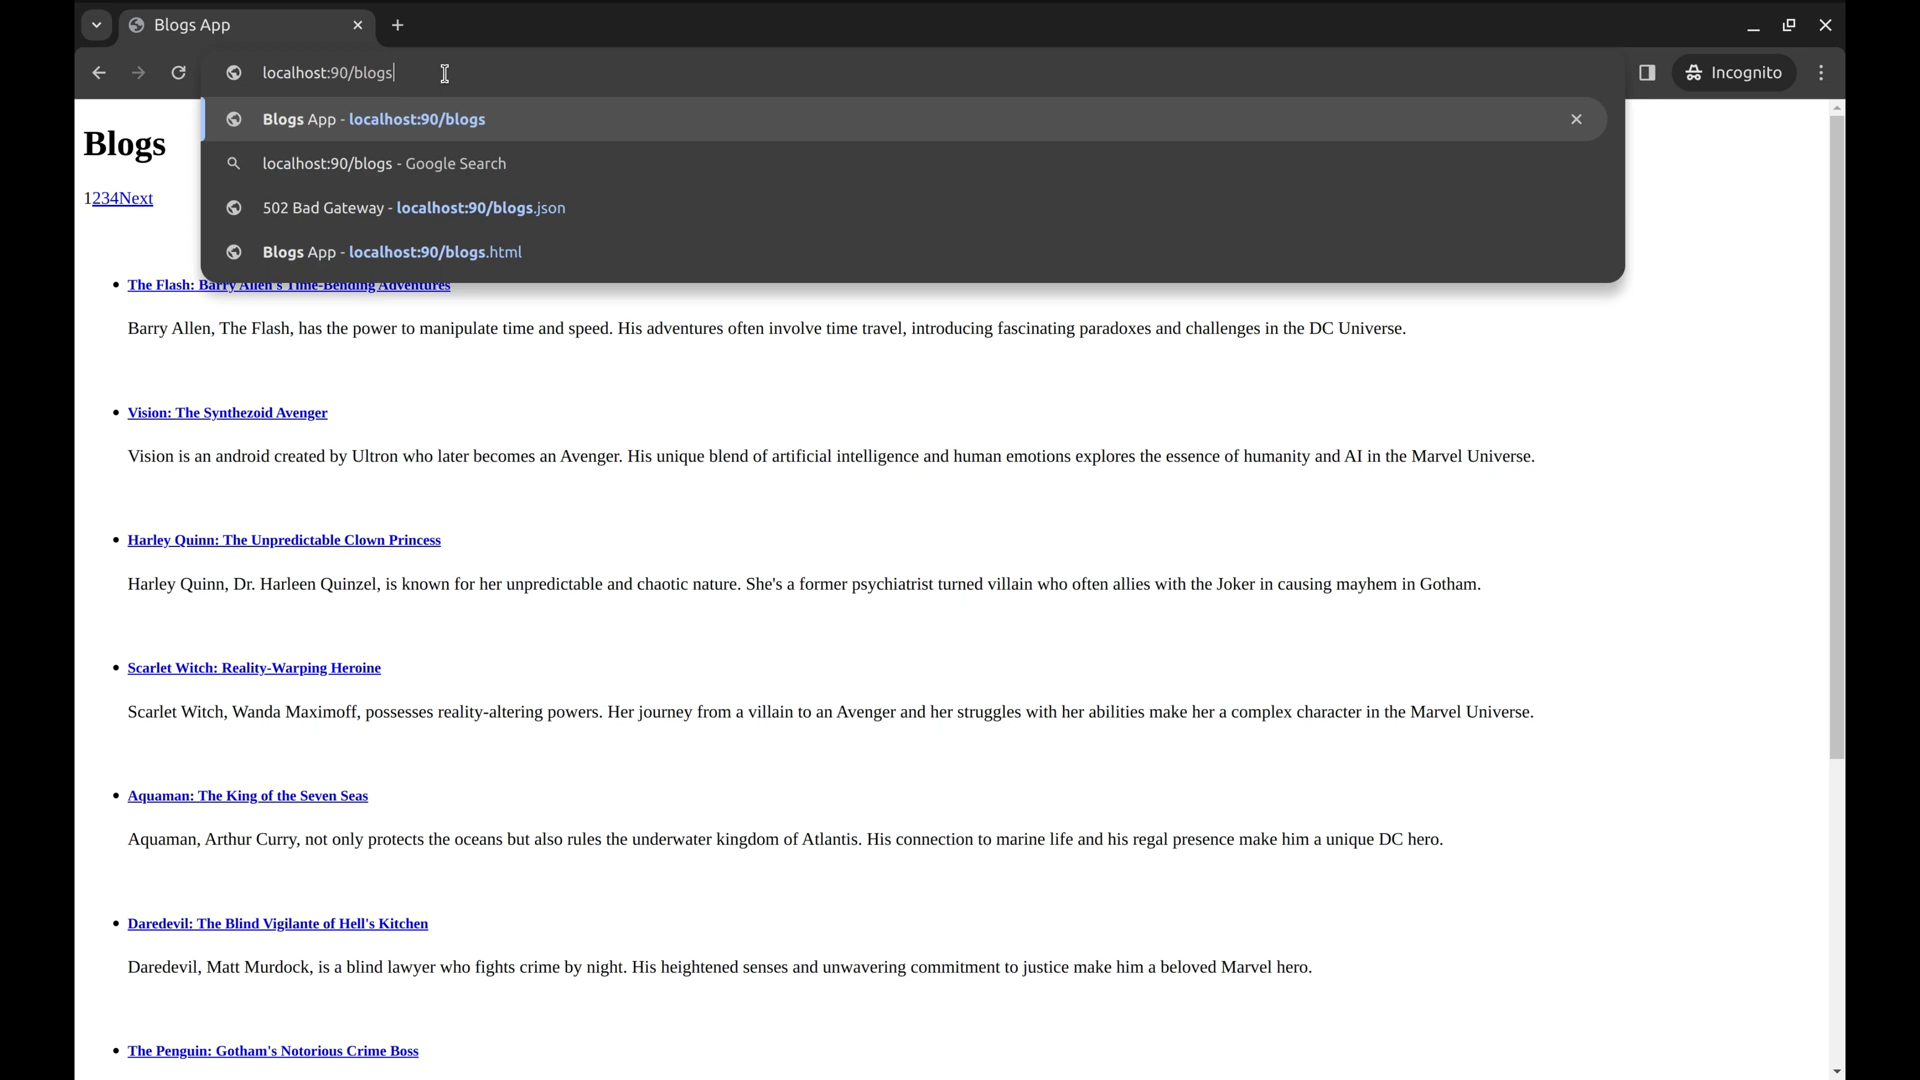 Blogs App
localhost:90/blogs
Incognito
Blogs App - localhost:90/blogs
localhost:90/blogs - Google Search
502 Bad Gateway - localhost:90/blogs.json
Blogs App - localhost:90/blogs.html
Blogs
1234Next
The Flash: Barry Allen's Time-Bending Adventures
Barry Allen, The Flash, has the power to manipulate time and speed. His adventures often involve time travel, introducing fascinating paradoxes and challenges in the DC Universe.
Vision: The Synthezoid Avenger
Vision is an android created by Ultron who later becomes an Avenger. His unique blend of artificial intelligence and human emotions explores the essence of humanity and AI in the Marvel Universe.
Harley Quinn: The Unpredictable Clown Princess
Harley Quinn, Dr. Harleen Quinzel, is known for her unpredictable and chaotic nature. She's a former psychiatrist turned villain who often allies with the Joker in causing mayhem in Gotham.
Scarlet Witch: Reality-Warping Heroine
Scarlet Witch, Wanda Maximoff, possesses reality-altering powers. Her journey from a villain to an Avenger and her struggles with her abilities make her a complex character in the Marvel Universe.
Aquaman: The King of the Seven Seas
Aquaman, Arthur Curry, not only protects the oceans but also rules the underwater kingdom of Atlantis. His connection to marine life and his regal presence make him a unique DC hero.
Daredevil: The Blind Vigilante of Hell's Kitchen
Daredevil, Matt Murdock, is a blind lawyer who fights crime by night. His heightened senses and unwavering commitment to justice make him a beloved Marvel hero.
The Penguin: Gotham's Notorious Crime Boss